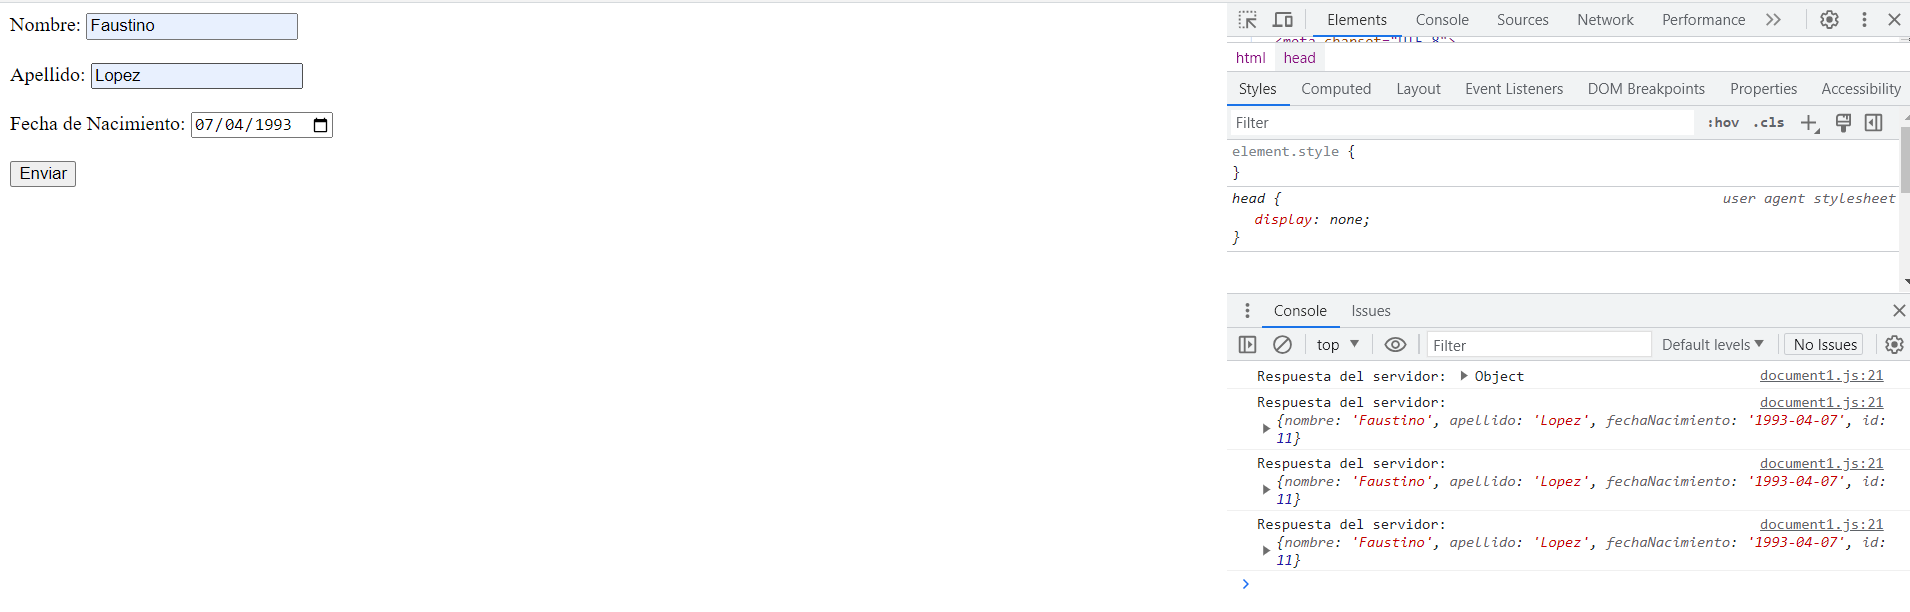 Nombre: Faustino
Apellido: Lopez
Fecha de Nacimiento: 07/04/1993
Enviar
Elements Console Sources Network Performance
html head
Styles Computed Layout Event Listeners DOM Breakpoints Properties Accessibility
Filter :hov .cls
element.style {
}
head { user agent stylesheet
display: none;
}
Console Issues
top Filter Default levels No Issues
Respuesta del servidor: Object document1.js:21
Respuesta del servidor: document1.js:21
{nombre: 'Faustino', apellido: 'Lopez', fechaNacimiento: '1993-04-07', id:
11}
Respuesta del servidor: document1.js:21
{nombre: 'Faustino', apellido: 'Lopez', fechaNacimiento: '1993-04-07', id:
11}
Respuesta del servidor: document1.js:21
{nombre: 'Faustino', apellido: 'Lopez', fechaNacimiento: '1993-04-07', id:
11}